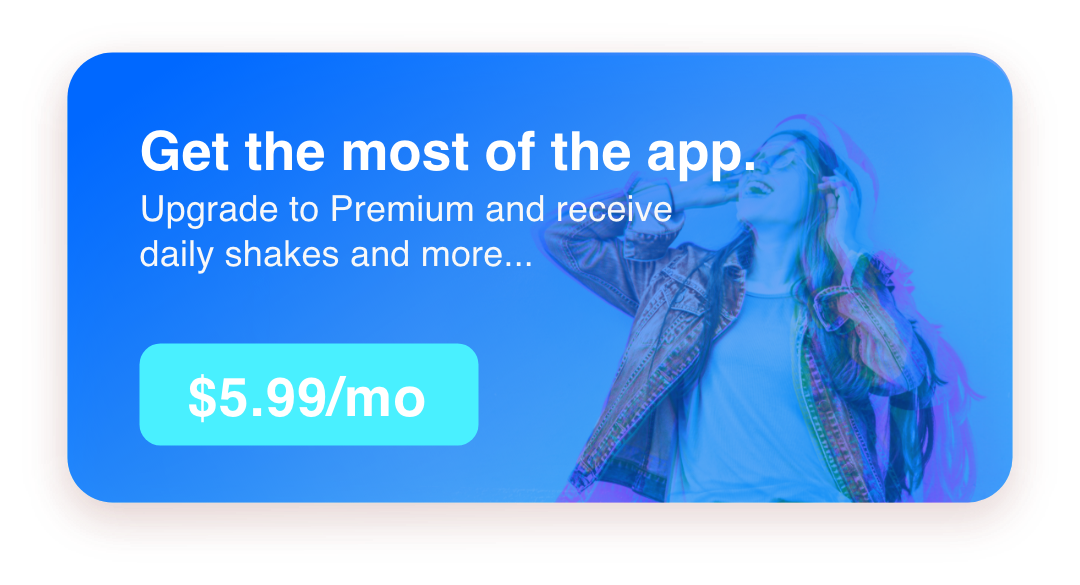 Get the most of the app.
Upgrade to Premium and receive
daily shakes and more...
$5.99/mo